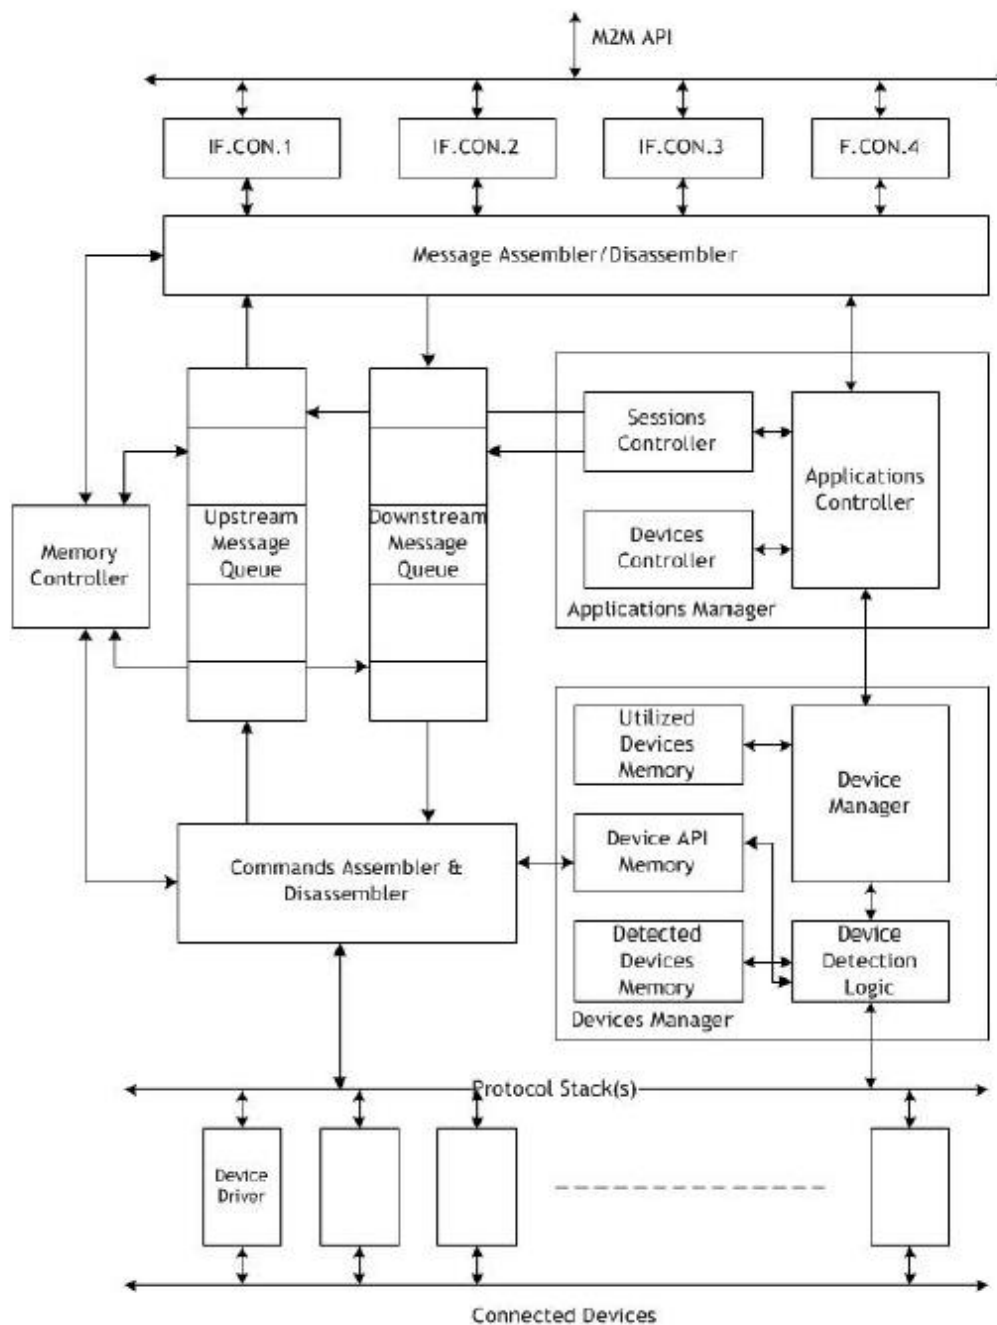 M2M API
IF.CON.1
IF.CON.2
IF.CON.3
F.CON.4
Message Assembler/Disassembler
Sessions
Controller
Applications
Controller
Devices
Controller
Applications Manager
Upstream
Message
Queue
Downstream
Message
Queue
Memory
Controller
Utilized
Devices
Memory
Device
Manager
Device API
Memory
Commands Assembler &
Disassembler
Detected
Devices
Memory
Device
Detection
Logic
Devices Manager
Protocol Stack(s)
Device
Driver
Connected Devices